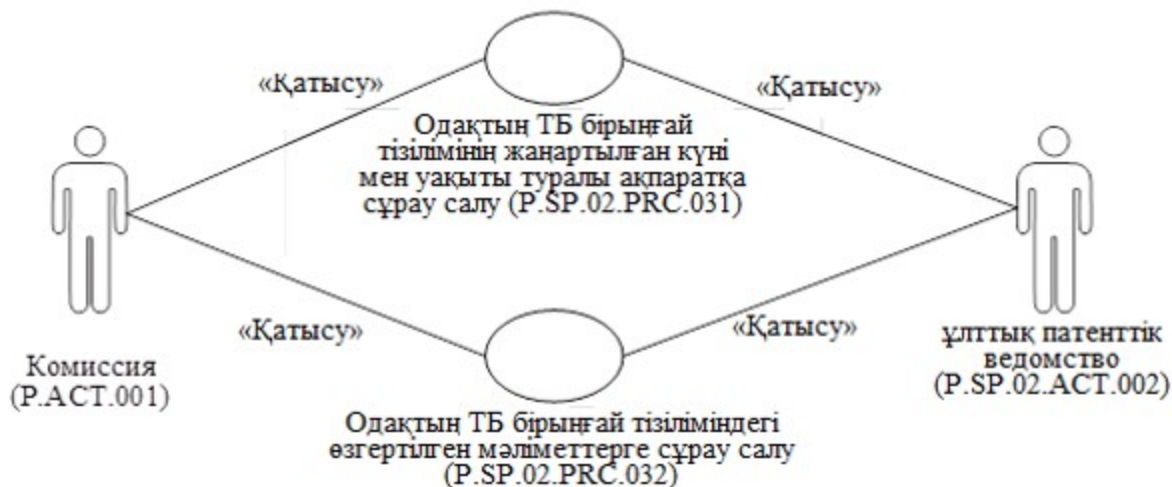 «Қатысу»
«Қатысу»
Одақтың ТБ бірыңғай
тізілімінің жаңартылған күні
мен уақыты туралы ақпаратқа
сұрау салу (P.SP.02.PRC.031)
«Қатысу»
«Қатысу»
Комиссия
(P.ACT.001)
ұлттық патенттік
ведомство
(P.SP.02.ACT.002)
Одақтың ТБ бірыңғай тізіліміндегі
өзгертілген мәліметтерге сұрау салу
(P.SP.02.PRC.032)